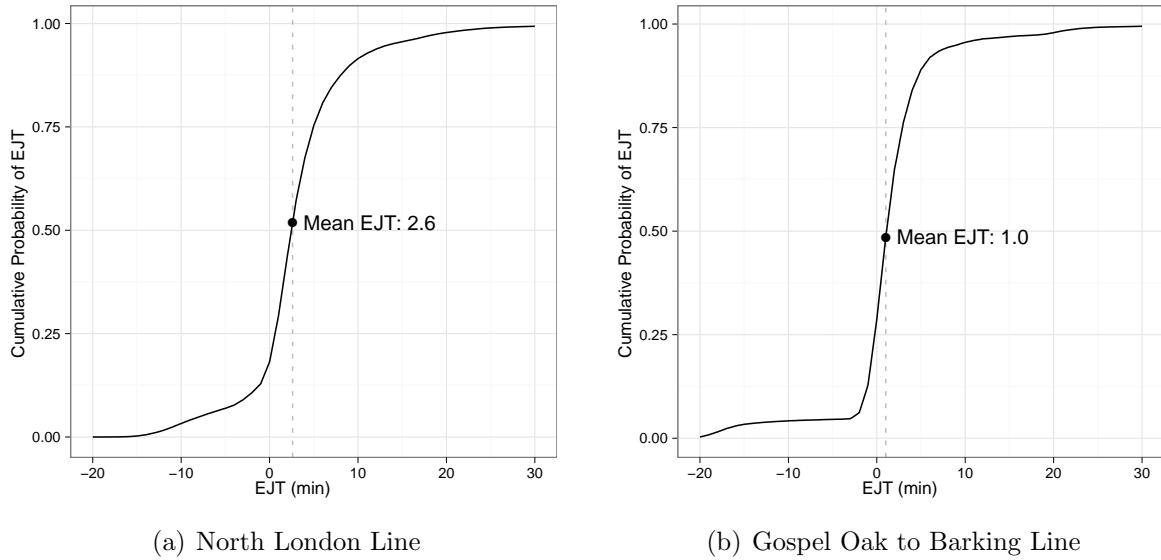 1.00
0.75
0.50
0.25
0.00
Cumulative Probability of EJT
Mean EJT: 2.6
−20 −10 0 10 20 30
EJT (min)
(a) North London Line
1.00
0.75
0.50
0.25
0.00
Cumulative Probability of EJT
Mean EJT: 1.0
−20 −10 0 10 20 30
EJT (min)
(b) Gospel Oak to Barking Line